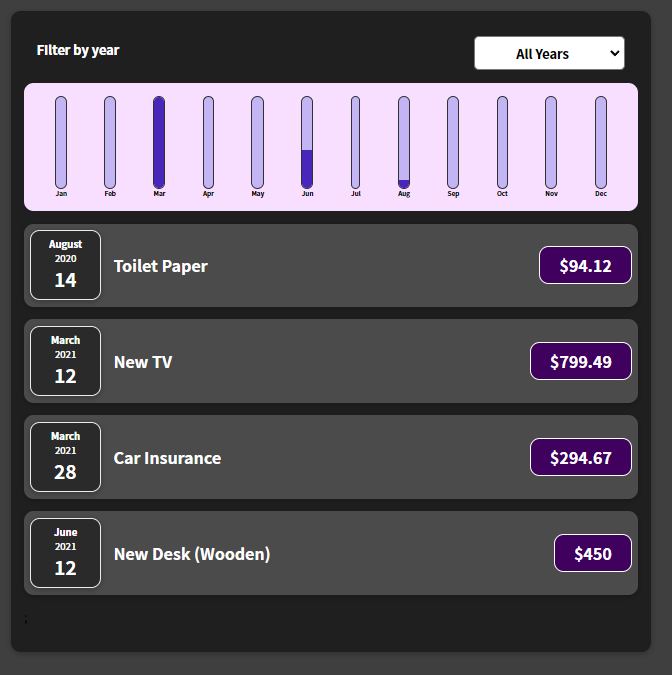 Filter by year
All Years
Jan Feb Mar Apr May Jun Jul Aug Sep Oct Nov Dec
August
2020
14
Toilet Paper
$94.12
March
2021
12
New TV
$799.49
March
2021
28
Car Insurance
$294.67
June
2021
12
New Desk (Wooden)
$450
;